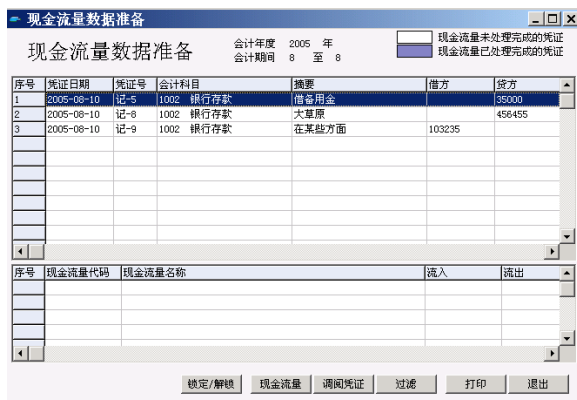 现金流量数据准备
现金流量数据准备
会计年度 2005 年
会计期间 8 至 8
现金流量未处理完成的凭证
现金流量已处理完成的凭证
序号 凭证日期 凭证号 会计科目 摘要 借方 贷方
1 2005-08-10 记-5 1002 银行存款 借备用金 35000
2 2005-08-10 记-8 1002 银行存款 大草原 456455
3 2005-08-10 记-9 1002 银行存款 在某些方面 103235
序号 现金流量代码 现金流量名称 流入 流出
锁定/解锁 现金流量 调阅凭证 过滤 打印 退出